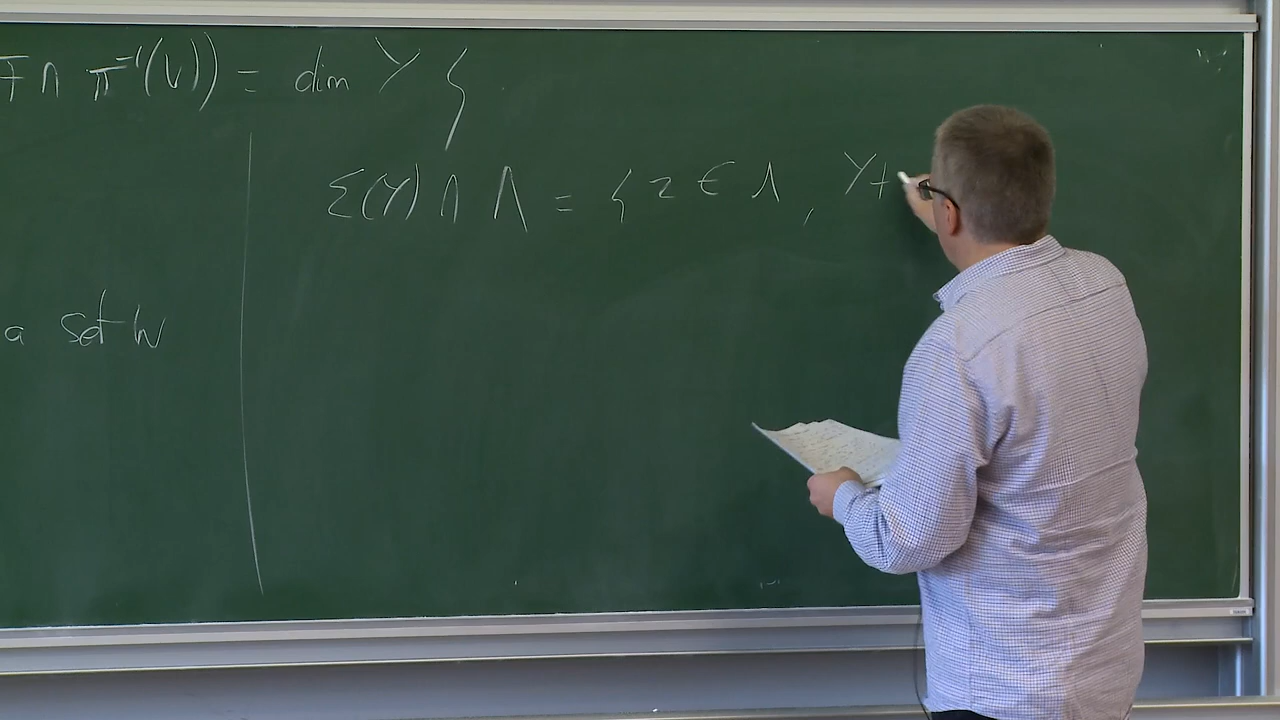 ∓ ∩ π⁻¹(U)) = dim Y }
Σ(Y) ∩ Λ = { z ∈ Λ , Y +
a set W